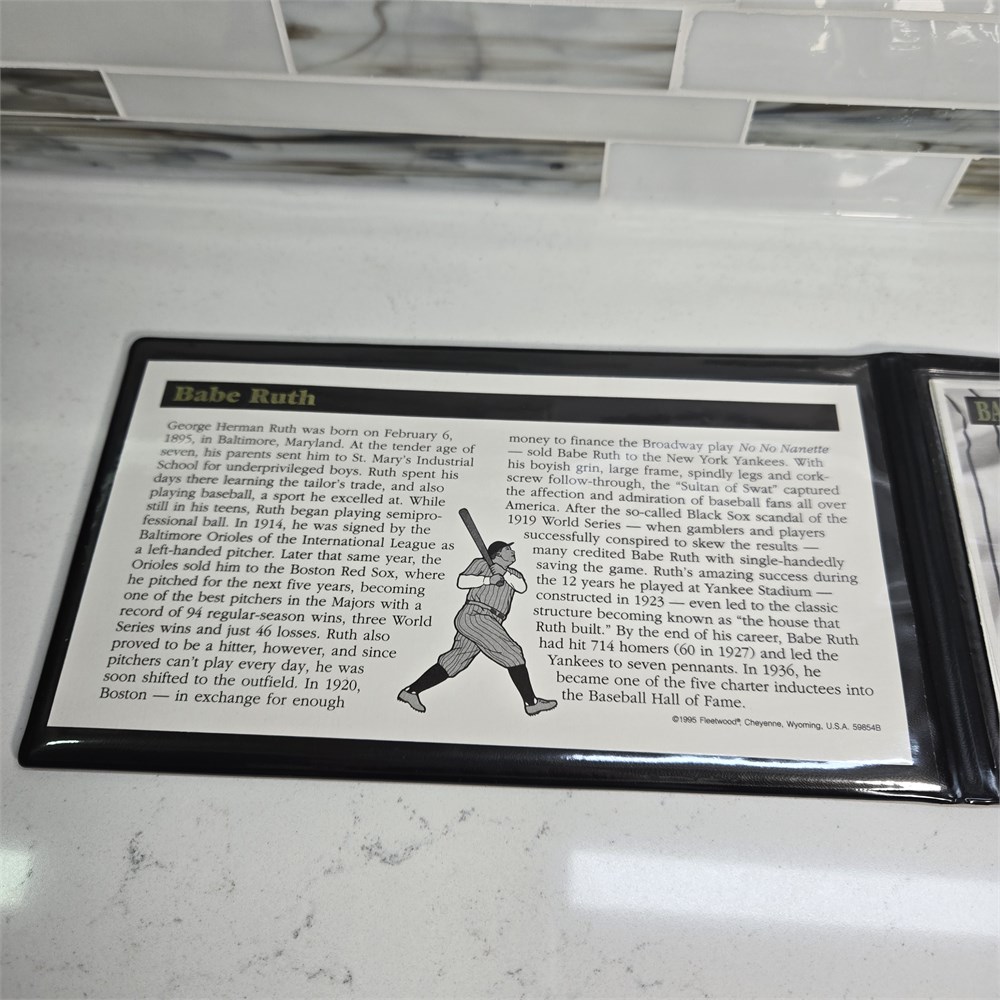 Babe Ruth
George Herman Ruth was born on February 6,
1895, in Baltimore, Maryland. At the tender age of
seven, his parents sent him to St. Mary's Industrial
School for underprivileged boys. Ruth spent his
days there learning the tailor's trade, and also
playing baseball, a sport he excelled at. While
still in his teens, Ruth began playing semipro-
fessional ball. In 1914, he was signed by the
Baltimore Orioles of the International League as
a left-handed pitcher. Later that same year, the
Orioles sold him to the Boston Red Sox, where
he pitched for the next five years, becoming
one of the best pitchers in the Majors with a
record of 94 regular-season wins, three World
Series wins and just 46 losses. Ruth also
proved to be a hitter, however, and since
pitchers can't play every day, he was
soon shifted to the outfield. In 1920,
Boston — in exchange for enough
money to finance the Broadway play No No Nanette
— sold Babe Ruth to the New York Yankees. With
his boyish grin, large frame, spindly legs and cork-
screw follow-through, the "Sultan of Swat" captured
the affection and admiration of baseball fans all over
America. After the so-called Black Sox scandal of the
1919 World Series — when gamblers and players
successfully conspired to skew the results —
many credited Babe Ruth with single-handedly
saving the game. Ruth's amazing success during
the 12 years he played at Yankee Stadium —
constructed in 1923 — even led to the classic
structure becoming known as "the house that
Ruth built." By the end of his career, Babe Ruth
had hit 714 homers (60 in 1927) and led the
Yankees to seven pennants. In 1936, he
became one of the five charter inductees into
the Baseball Hall of Fame.
©1995 Fleetwood®, Cheyenne, Wyoming, U.S.A. 59854B